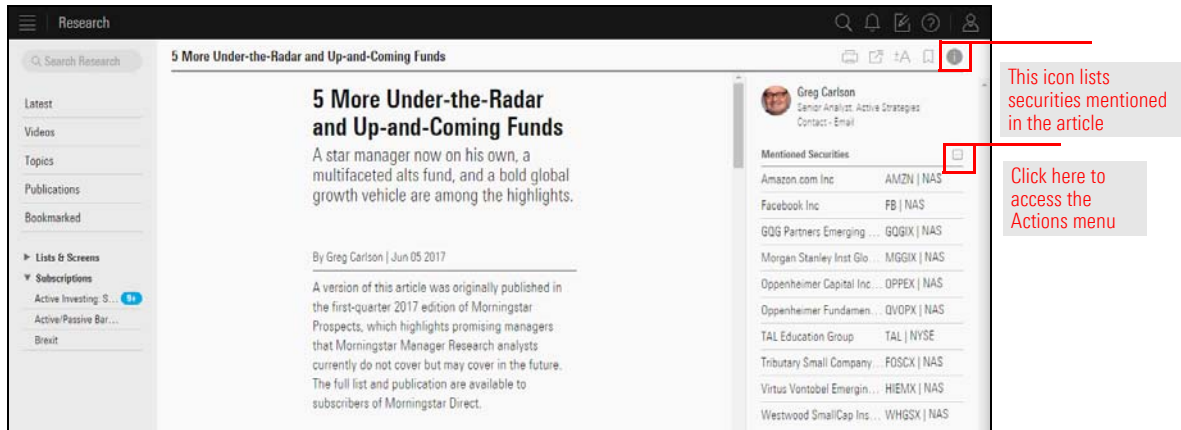 Research
Search Research
Latest
Videos
Topics
Publications
Bookmarked
Lists & Screens
Subscriptions
Active Investing: S...
9+
Active/Passive Bar...
Brexit
5 More Under-the-Radar and Up-and-Coming Funds
±A
5 More Under-the-Radar
and Up-and-Coming Funds
A star manager now on his own, a
multifaceted alts fund, and a bold global
growth vehicle are among the highlights.
By Greg Carlson | Jun 05 2017
A version of this article was originally published in
the first-quarter 2017 edition of Morningstar
Prospects, which highlights promising managers
that Morningstar Manager Research analysts
currently do not cover but may cover in the future.
The full list and publication are available to
subscribers of Morningstar Direct.
Greg Carlson
Senior Analyst, Active Strategies
Contact - Email
Mentioned Securities
Amazon.com Inc AMZN | NAS
Facebook Inc FB | NAS
GQG Partners Emerging ... GQGIX | NAS
Morgan Stanley Inst Glo... MGGIX | NAS
Oppenheimer Capital Inc... OPPEX | NAS
Oppenheimer Fundamen... QVOPX | NAS
TAL Education Group TAL | NYSE
Tributary Small Company... FOSCX | NAS
Virtus Vontobel Emergin... HIEMX | NAS
Westwood SmallCap Ins... WHGSX | NAS
This icon lists
securities mentioned
in the article
Click here to
access the
Actions menu